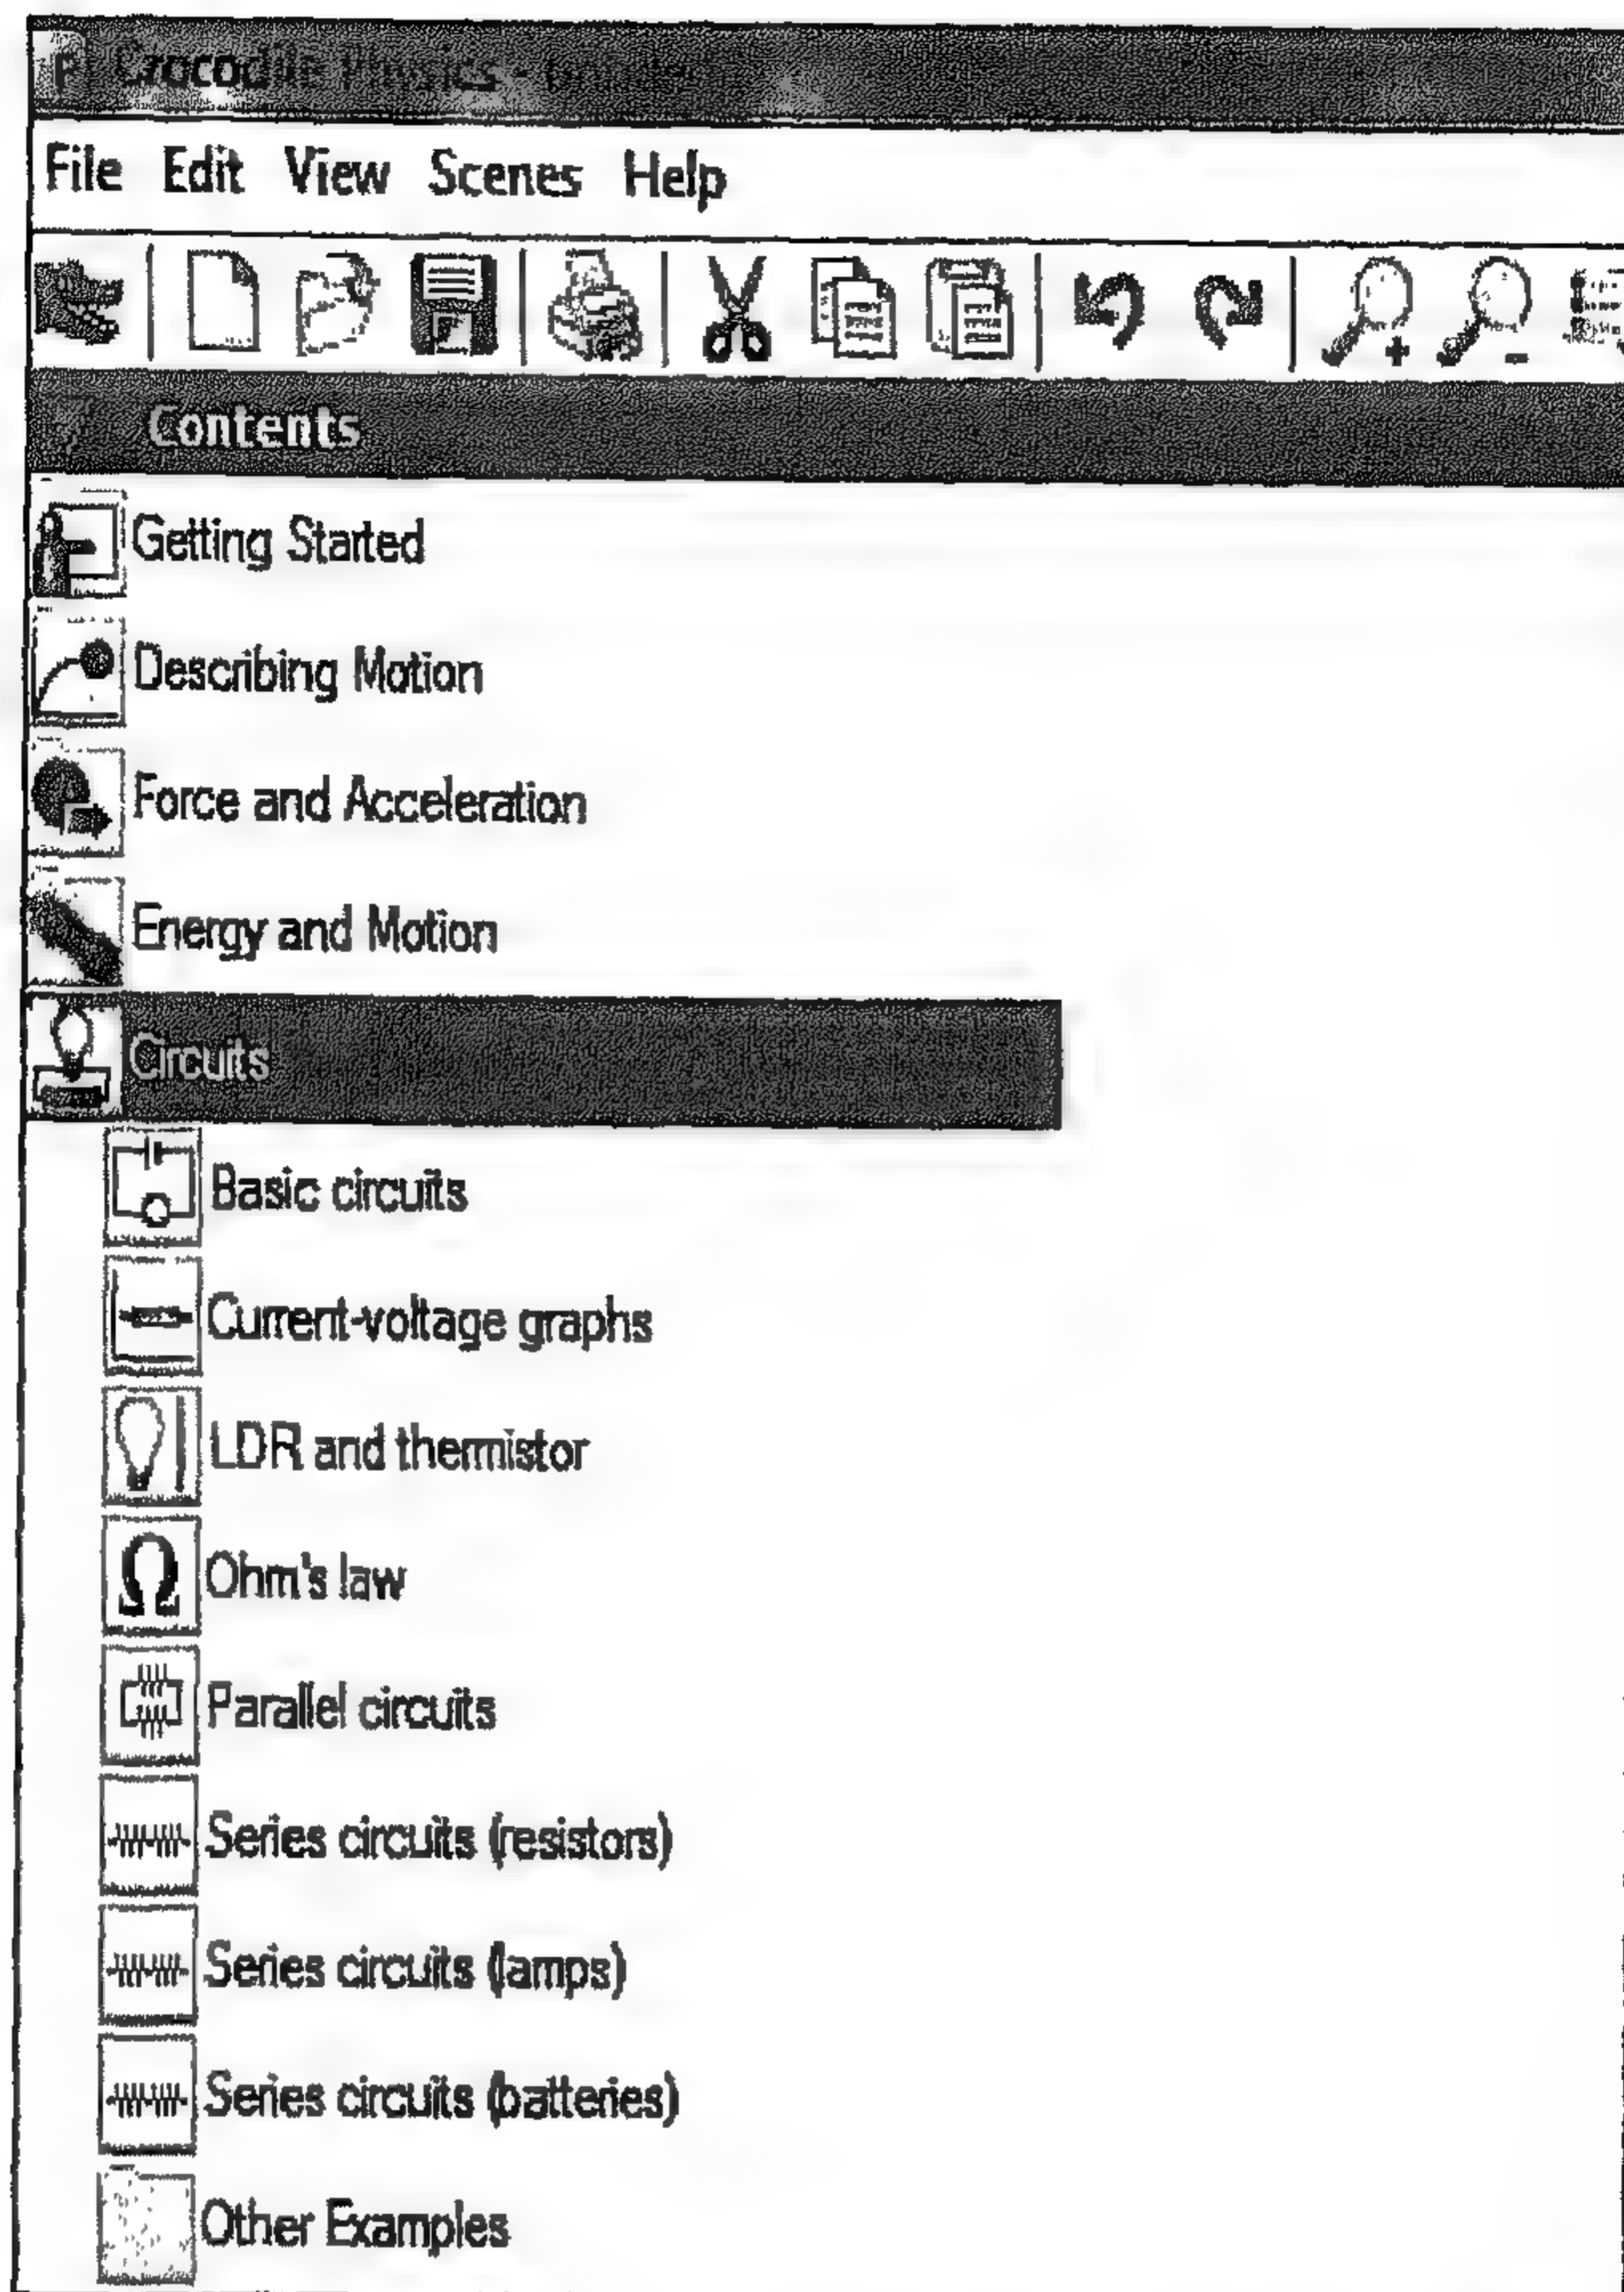 Crocodile Physics -
File Edit View Scenes Help
Contents
Getting Started
Describing Motion
Force and Acceleration
Energy and Motion
Circuits
Basic circuits
Current-voltage graphs
LDR and thermistor
Ω Ohm's law
Parallel circuits
Series circuits (resistors)
Series circuits (lamps)
Series circuits (batteries)
Other Examples